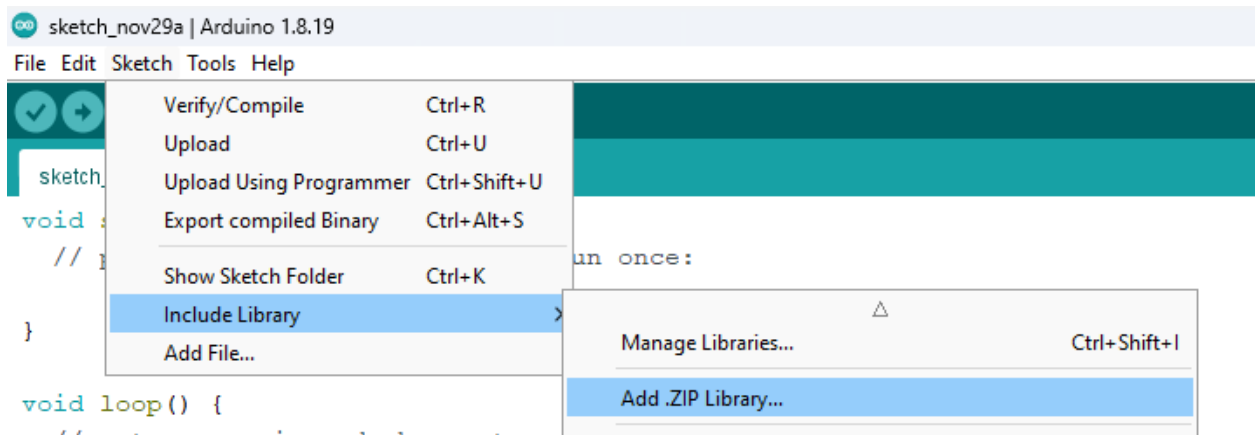 sketch_nov29a | Arduino 1.8.19
File Edit Sketch Tools Help
Verify/Compile Ctrl+R
Upload Ctrl+U
sketch_
Upload Using Programmer Ctrl+Shift+U
void
Export compiled Binary Ctrl+Alt+S
// un once:
Show Sketch Folder Ctrl+K
Include Library
}
Manage Libraries... Ctrl+Shift+I
Add File...
Add .ZIP Library...
void loop() {